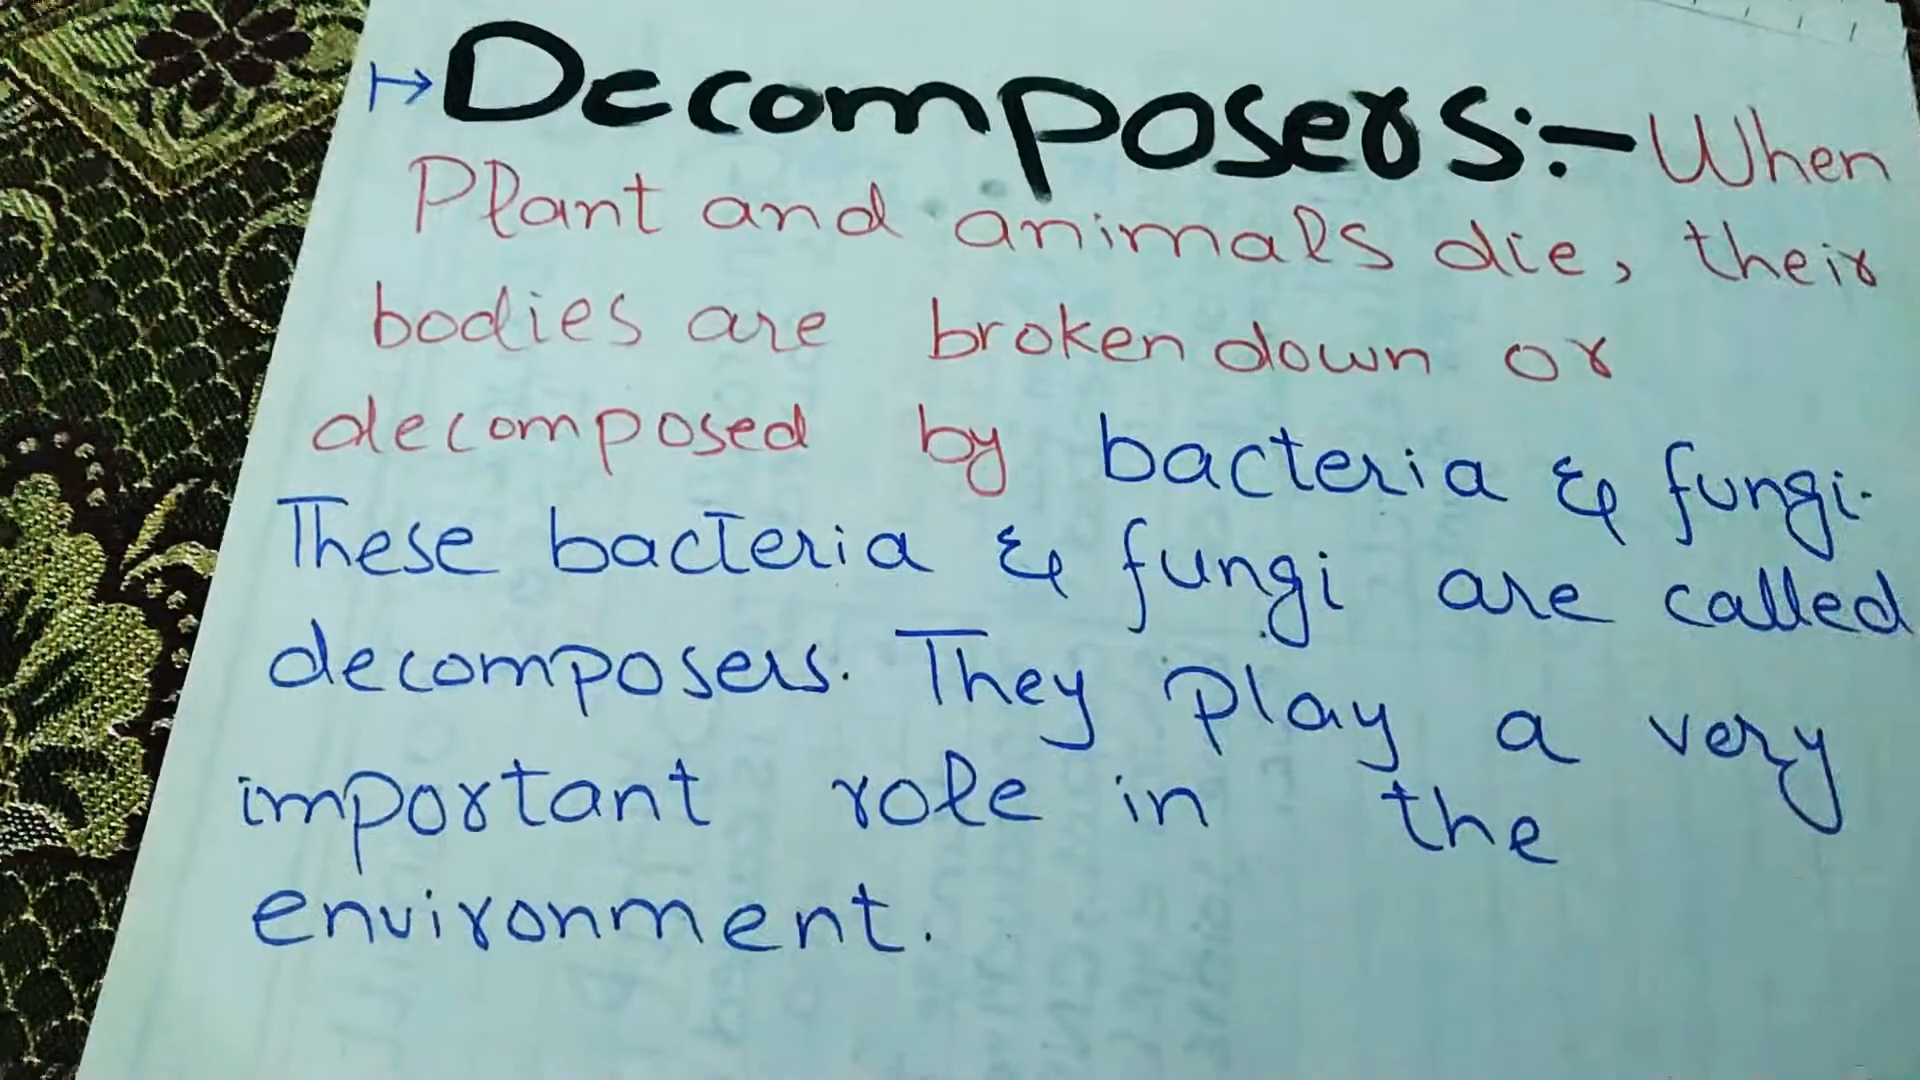 ↦Decomposers:- When
Plant and animals die, their
bodies are broken down or
decomposed by bacteria & fungi.
These bacteria & fungi are called
decomposers. They play a very
important role in the
environment.